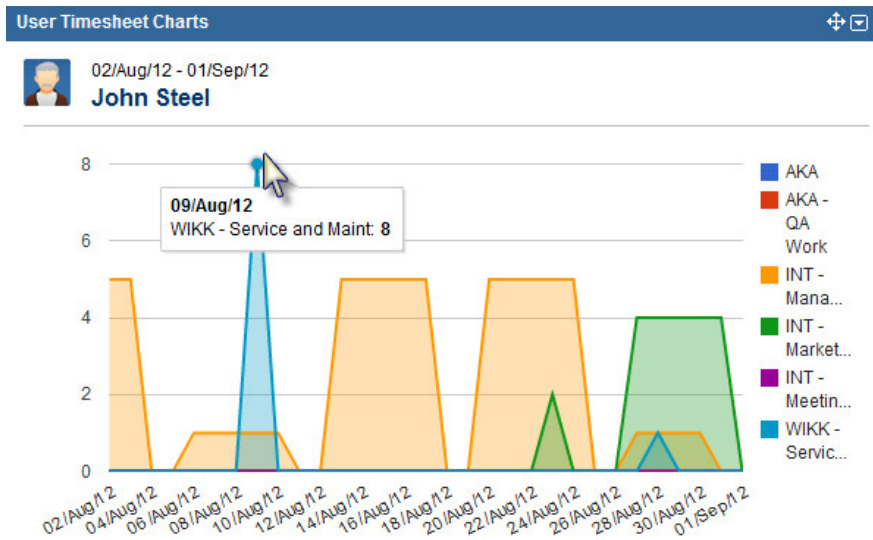 User Timesheet Charts
02/Aug/12 - 01/Sep/12
John Steel
8
6
4
2
0
09/Aug/12
WIKK - Service and Maint: 8
02/Aug/12
04/Aug/12
06/Aug/12
08/Aug/12
10/Aug/12
12/Aug/12
14/Aug/12
16/Aug/12
18/Aug/12
20/Aug/12
22/Aug/12
24/Aug/12
26/Aug/12
28/Aug/12
30/Aug/12
01/Sep/12
AKA
AKA -
QA
Work
INT -
Mana...
INT -
Market...
INT -
Meetin...
WIKK -
Servic...